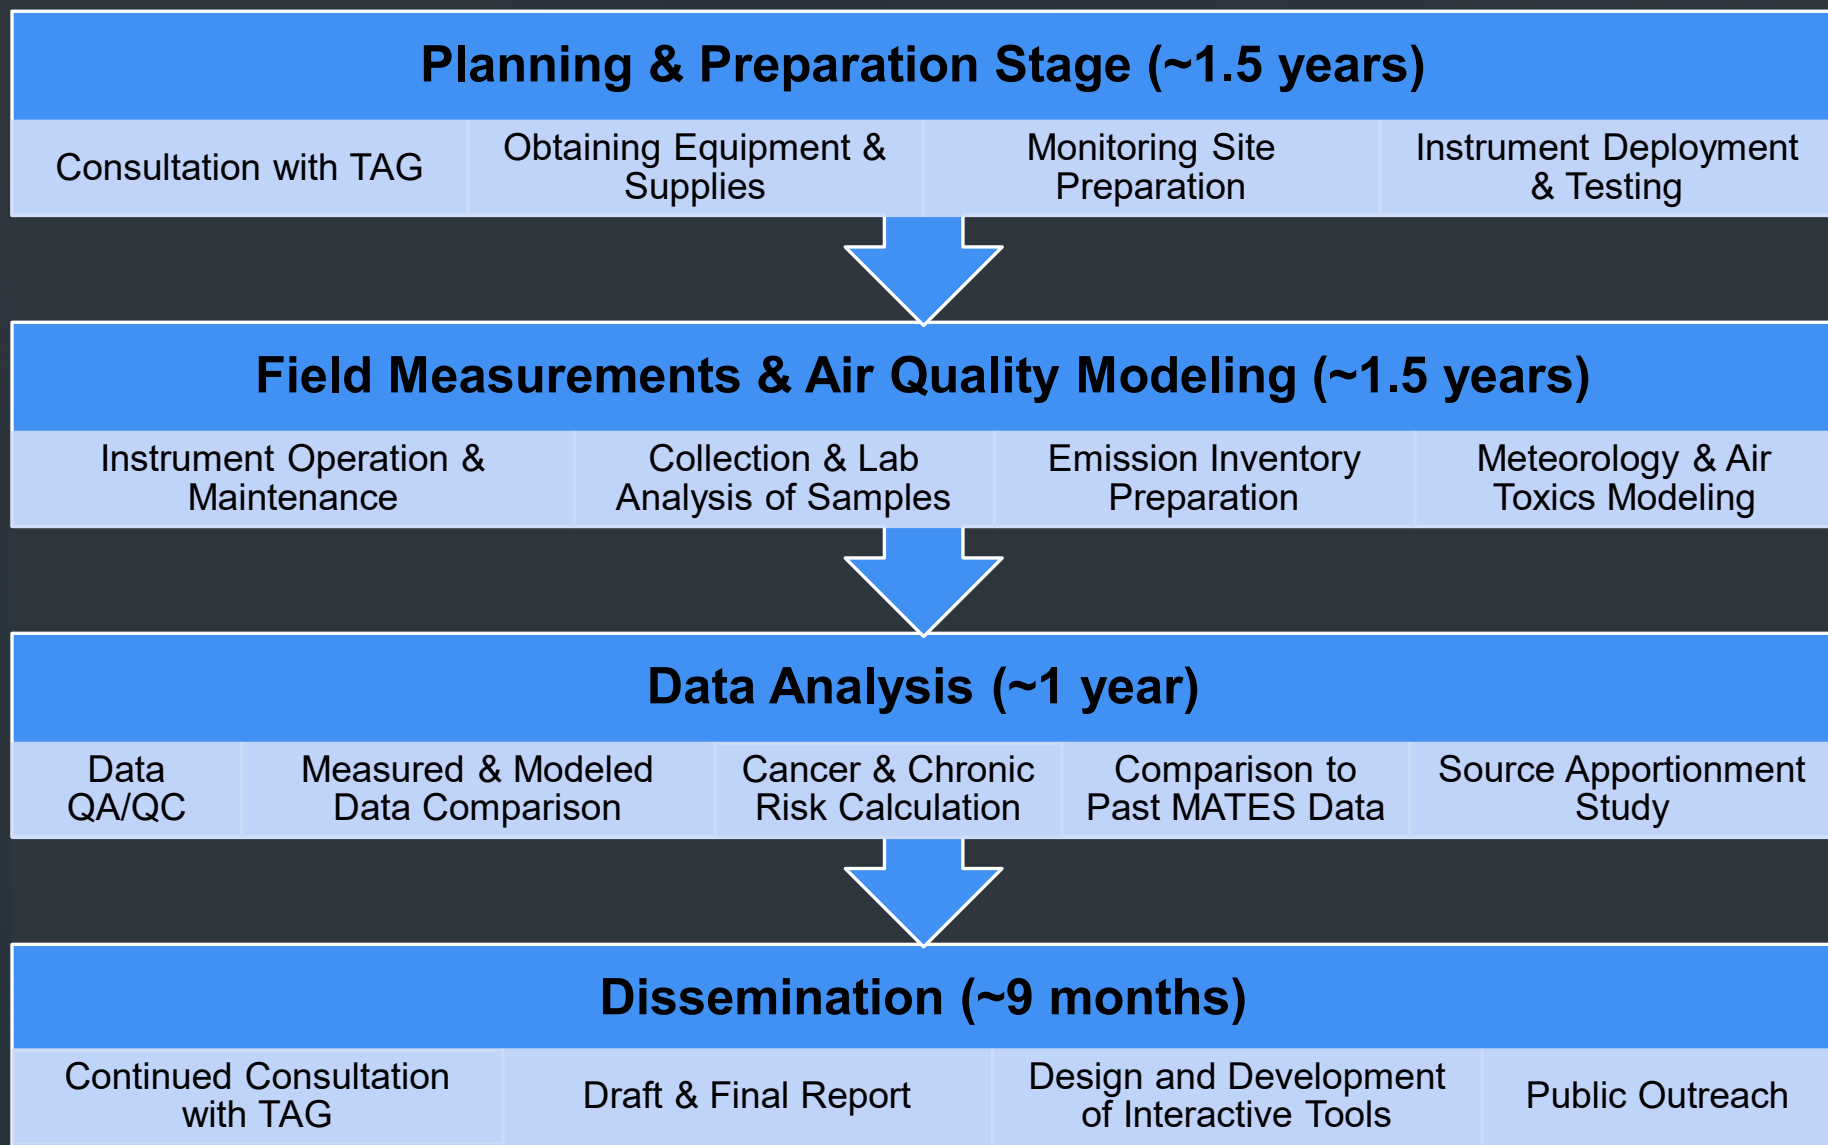 Planning & Preparation Stage (~1.5 years)
Consultation with TAG
Obtaining Equipment &
Supplies
Monitoring Site
Preparation
Instrument Deployment
& Testing
Field Measurements & Air Quality Modeling (~1.5 years)
Instrument Operation &
Maintenance
Collection & Lab
Analysis of Samples
Emission Inventory
Preparation
Meteorology & Air
Toxics Modeling
Data Analysis (~1 year)
Data
QA/QC
Measured & Modeled
Data Comparison
Cancer & Chronic
Risk Calculation
Comparison to
Past MATES Data
Source Apportionment
Study
Dissemination (~9 months)
Continued Consultation
with TAG
Draft & Final Report
Design and Development
of Interactive Tools
Public Outreach